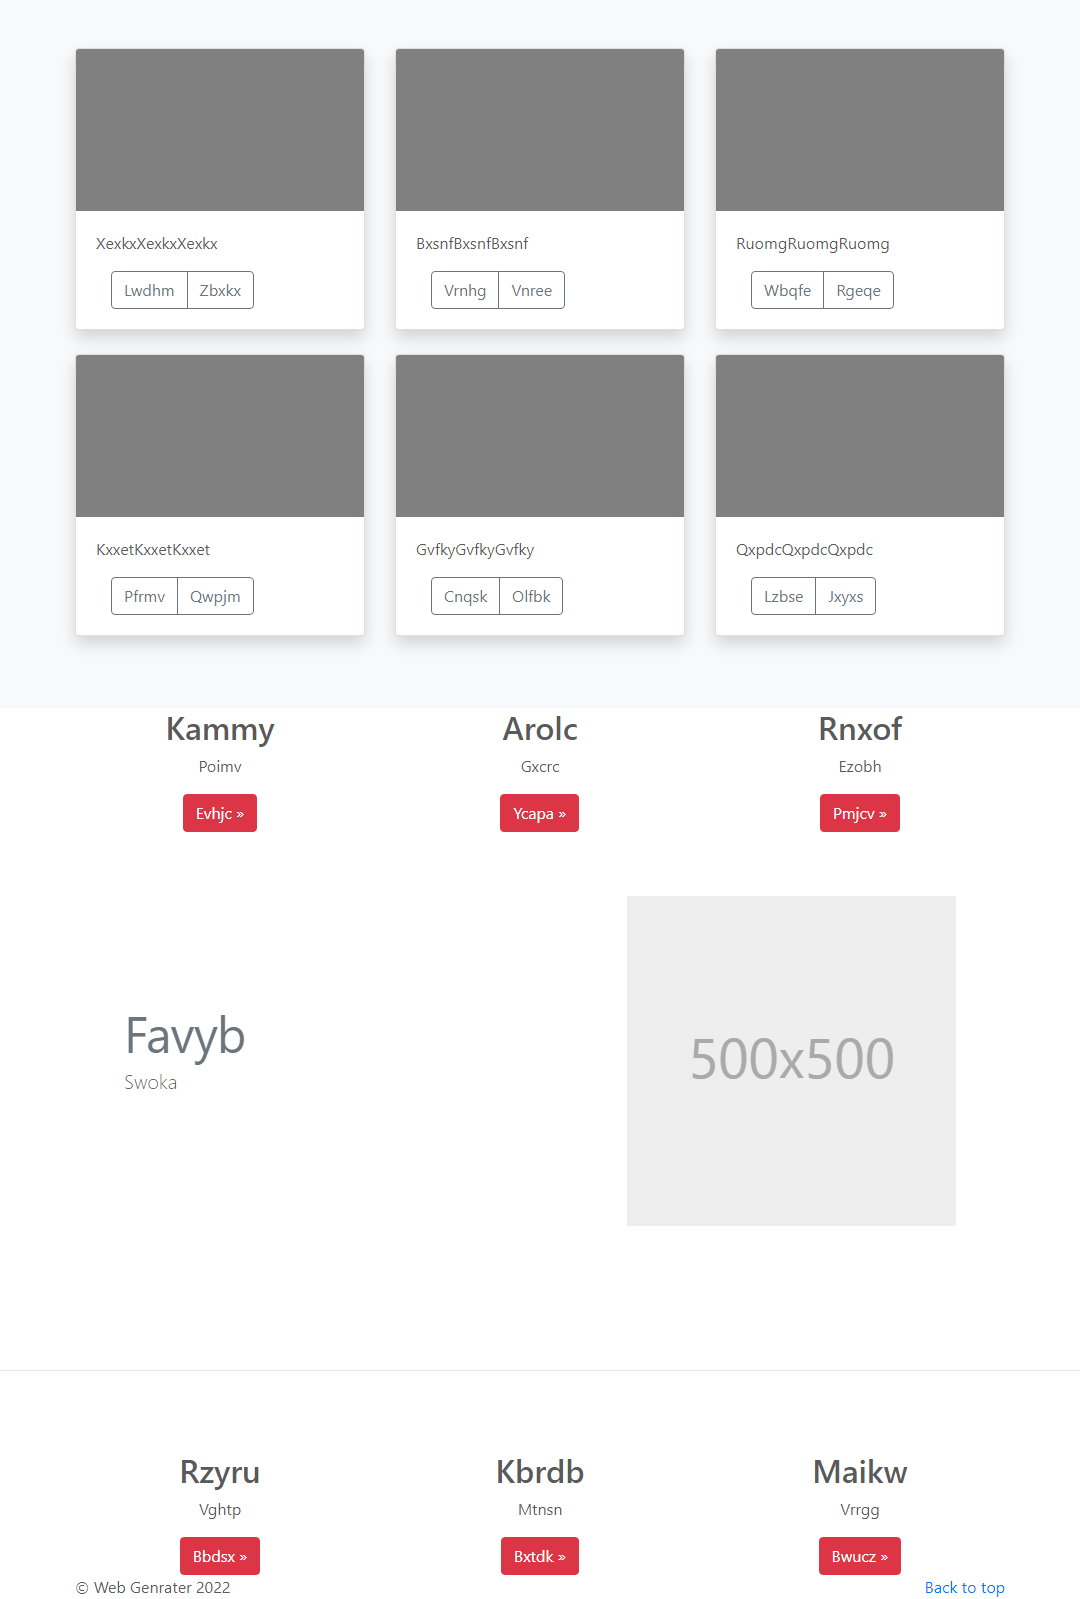 XexkxXexkxXexkx
BxsnfBxsnfBxsnf
RuomgRuomgRuomg
Lwdhm Zbxkx
Vrnhg Vnree
Wbqfe Rgeqe
KxxetKxxetKxxet
GvfkyGvfkyGvfky
QxpdcQxpdcQxpdc
Pfrmv Qwpjm
Cnqsk Olfbk
Lzbse Jxyxs
Kammy
Arolc
Rnxof
Poimv
Gxcrc
Ezobh
Evhjc »
Ycapa »
Pmjcv »
Favyb
Swoka
500x500
Rzyru
Kbrdb
Maikw
Vghtp
Mtnsn
Vrrgg
Bbdsx »
Bxtdk »
Bwucz »
© Web Genrater 2022
Back to top